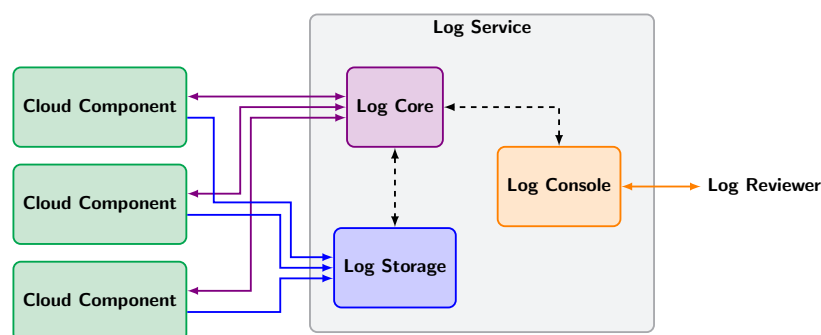 Log Service
Cloud Component
Log Core
Cloud Component
Log Console
Log Reviewer
Log Storage
Cloud Component